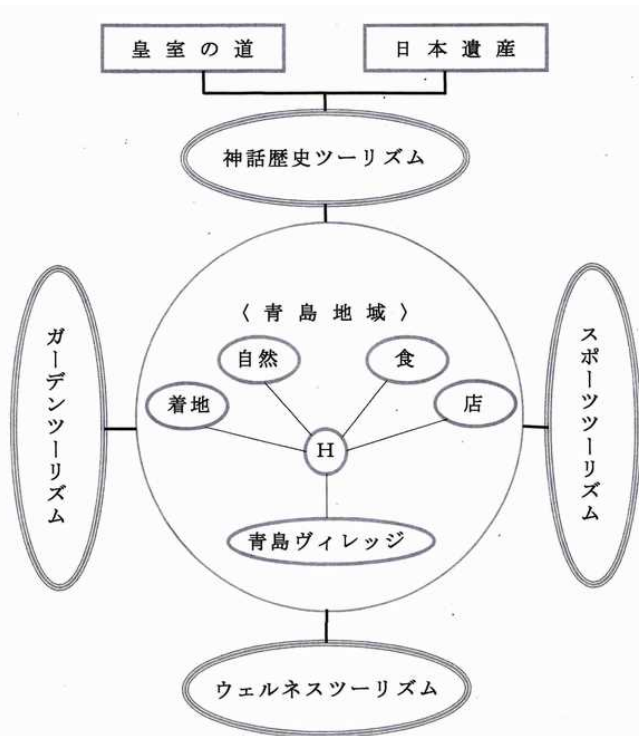 皇室の道
日本遺産
神話歴史ツーリズム
〈青島地域〉
自然
食
着地
店
H
青島ヴィレッジ
ガーデンツーリズム
スポーツツーリズム
ウェルネスツーリズム